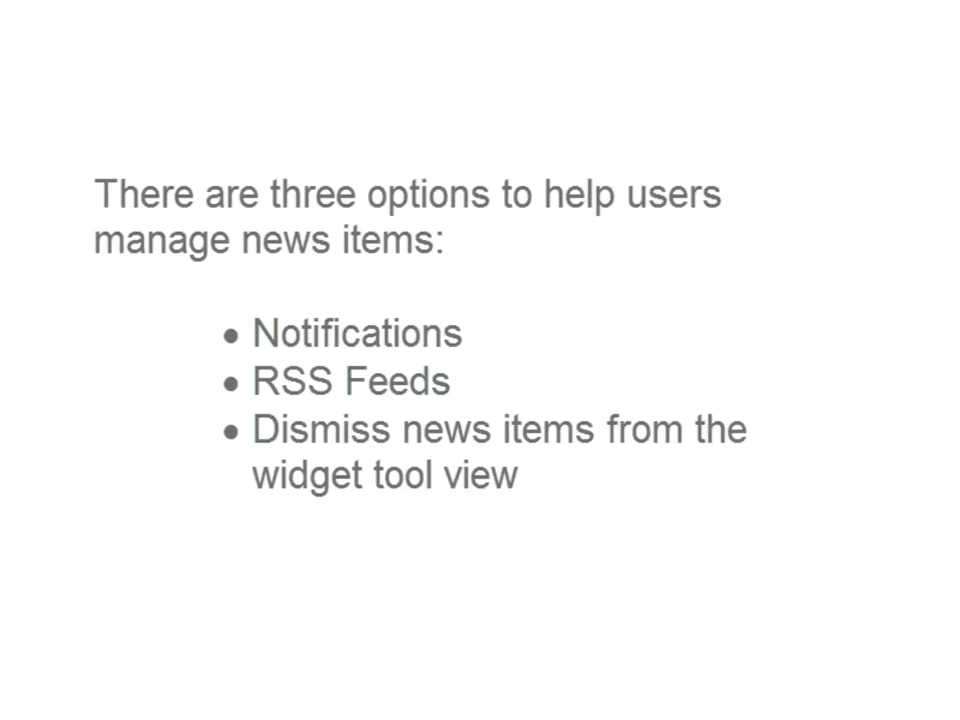 There are three options to help users
manage news items:
• Notifications
• RSS Feeds
• Dismiss news items from the
widget tool view